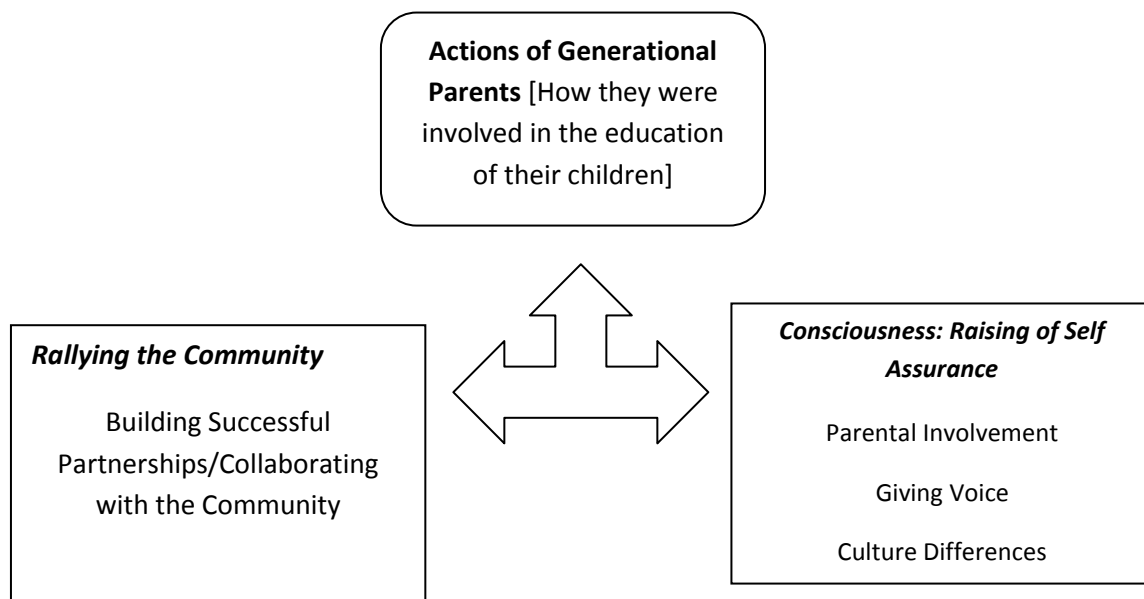 Actions of Generational
Parents [How they were
involved in the education
of their children]
Rallying the Community
Building Successful
Partnerships/Collaborating
with the Community
Consciousness: Raising of Self
Assurance
Parental Involvement
Giving Voice
Culture Differences